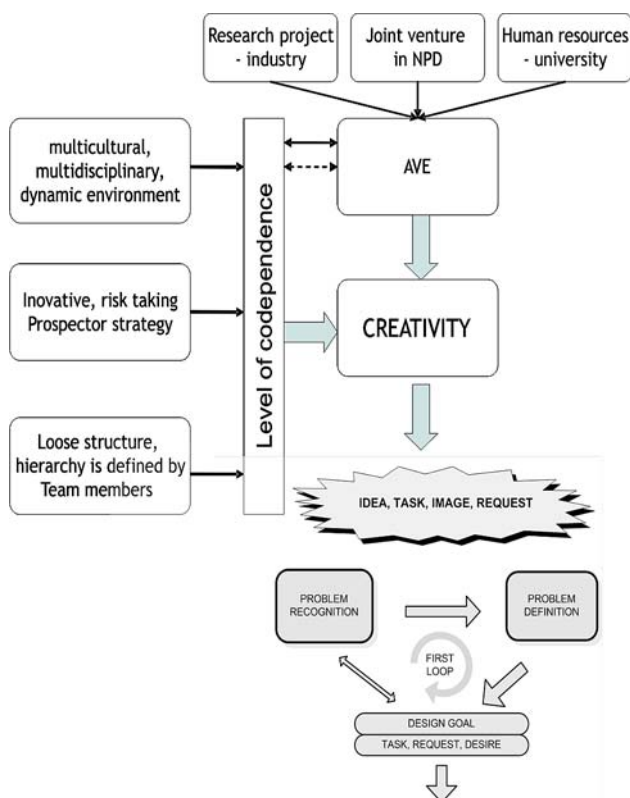 Research project
- industry
Joint venture
in NPD
Human resources
- university
multicultural,
multidisciplinary,
dynamic environment
AVE
Inovative, risk taking
Prospector strategy
Level of codependence
CREATIVITY
Loose structure,
hierarchy is defined by
Team members
IDEA, TASK, IMAGE, REQUEST
PROBLEM
RECOGNITION
PROBLEM
DEFINITION
FIRST
LOOP
DESIGN GOAL
TASK, REQUEST, DESIRE